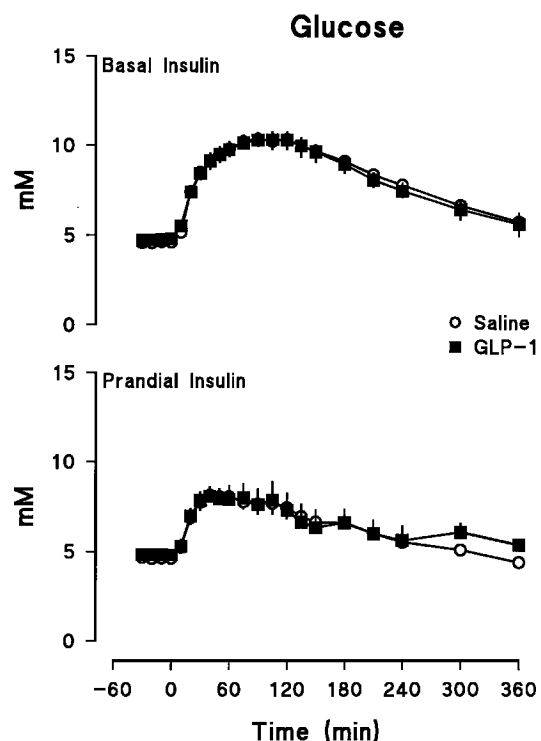 Glucose
15
Basal Insulin
10
mM
5
0
Saline
GLP-1
15
Prandial Insulin
10
mM
5
0
-60 0 60 120 180 240 300 360
Time (min)